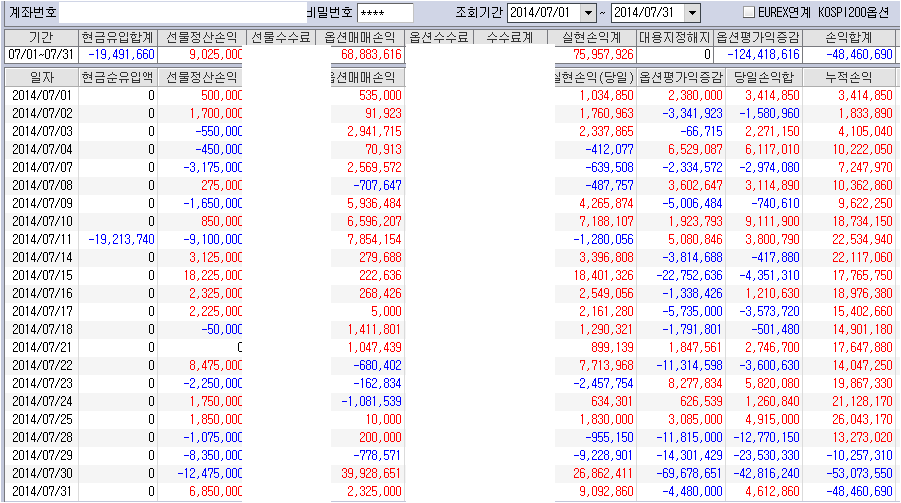 계좌번호 비밀번호 **** 조회기간 2014/07/01 ~ 2014/07/31 EUREX연계 KOSPI200옵션
기간 현금유입합계 선물정산손익 선물수수료 옵션매매손익 옵션수수료 수수료계 실현손익계 대용지정해지 옵션평가익증감 손익합계
07/01~07/31 -19,491,660 9,025,000 68,883,616 75,957,926 0 -124,418,616 -48,460,690
일자 현금순유입액 선물정산손익 옵션매매손익 실현손익(당일) 옵션평가익증감 당일손익합 누적손익
2014/07/01 0 500,000 535,000 1,034,850 2,380,000 3,414,850 3,414,850
2014/07/02 0 1,700,000 91,923 1,760,963 -3,341,923 -1,580,960 1,833,890
2014/07/03 0 -550,000 2,941,715 2,337,865 -66,715 2,271,150 4,105,040
2014/07/04 0 -450,000 70,913 -412,077 6,529,087 6,117,010 10,222,050
2014/07/07 0 -3,175,000 2,569,572 -639,508 -2,334,572 -2,974,080 7,247,970
2014/07/08 0 275,000 -707,647 -487,757 3,602,647 3,114,890 10,362,860
2014/07/09 0 -1,650,000 5,936,484 4,265,874 -5,006,484 -740,610 9,622,250
2014/07/10 0 850,000 6,596,207 7,188,107 1,923,793 9,111,900 18,734,150
2014/07/11 -19,213,740 -9,100,000 7,854,154 -1,280,056 5,080,846 3,800,790 22,534,940
2014/07/14 0 3,125,000 279,688 3,396,808 -3,814,688 -417,880 22,117,060
2014/07/15 0 18,225,000 222,636 18,401,326 -22,752,636 -4,351,310 17,765,750
2014/07/16 0 2,325,000 268,426 2,549,056 -1,338,426 1,210,630 18,976,380
2014/07/17 0 2,225,000 5,000 2,161,280 -5,735,000 -3,573,720 15,402,660
2014/07/18 0 -50,000 1,411,801 1,290,321 -1,791,801 -501,480 14,901,180
2014/07/21 0 0 1,047,439 899,139 1,847,561 2,746,700 17,647,880
2014/07/22 0 8,475,000 -680,402 7,713,968 -11,314,598 -3,600,630 14,047,250
2014/07/23 0 -2,250,000 -162,834 -2,457,754 8,277,834 5,820,080 19,867,330
2014/07/24 0 1,750,000 -1,081,539 634,301 626,539 1,260,840 21,128,170
2014/07/25 0 1,850,000 10,000 1,830,000 3,085,000 4,915,000 26,043,170
2014/07/28 0 -1,075,000 200,000 -955,150 -11,815,000 -12,770,150 13,273,020
2014/07/29 0 -8,350,000 -778,571 -9,228,901 -14,301,429 -23,530,330 -10,257,310
2014/07/30 0 -12,475,000 39,928,651 26,862,411 -69,678,651 -42,816,240 -53,073,550
2014/07/31 0 6,850,000 2,325,000 9,092,860 -4,480,000 4,612,860 -48,460,690